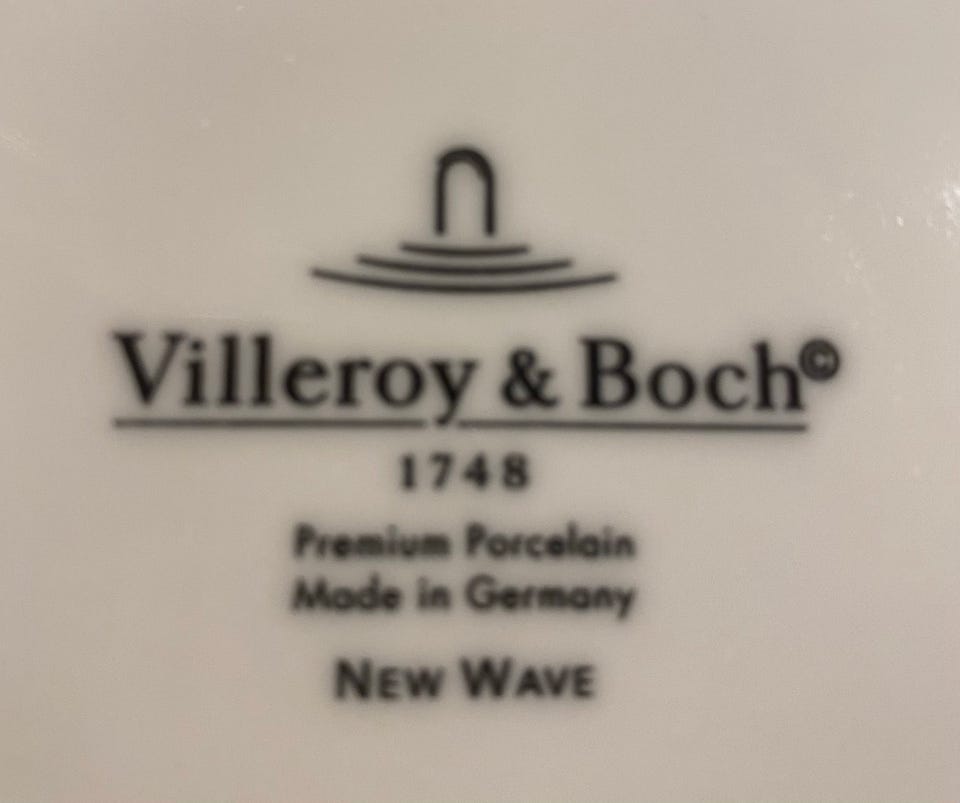 Villeroy & Boch©
1748
Premium Porcelain
Made in Germany
NEW WAVE